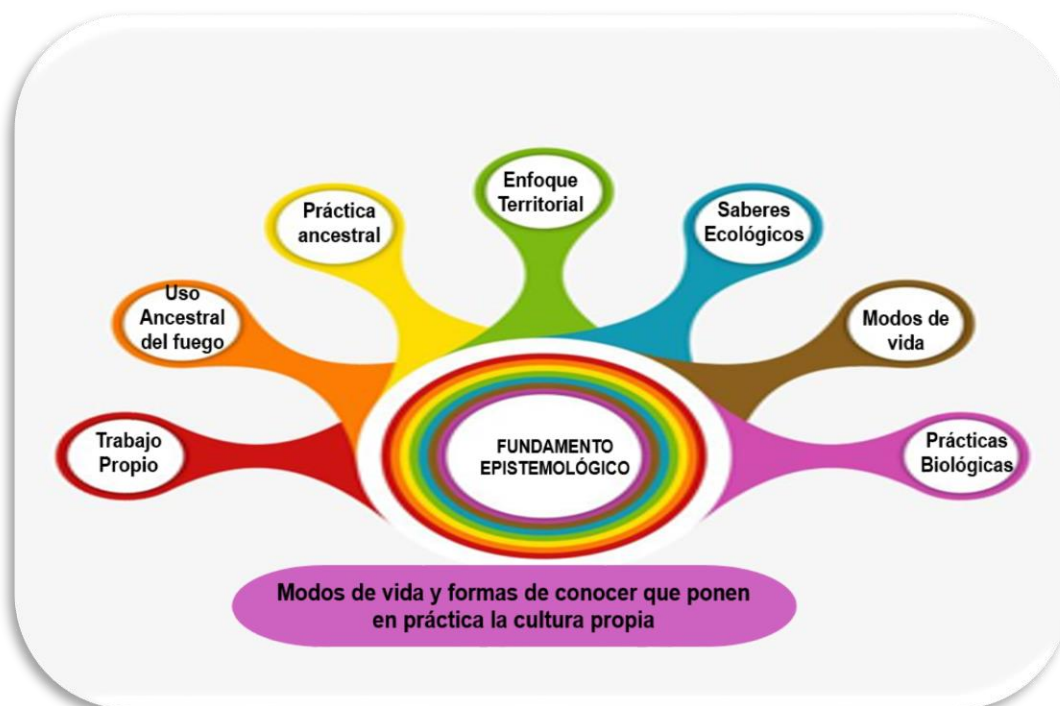 Trabajo
Propio
Uso
Ancestral
del fuego
Práctica
ancestral
Enfoque
Territorial
Saberes
Ecológicos
Modos de
vida
Prácticas
Biológicas
FUNDAMENTO
EPISTEMOLÓGICO
Modos de vida y formas de conocer que ponen
en práctica la cultura propia